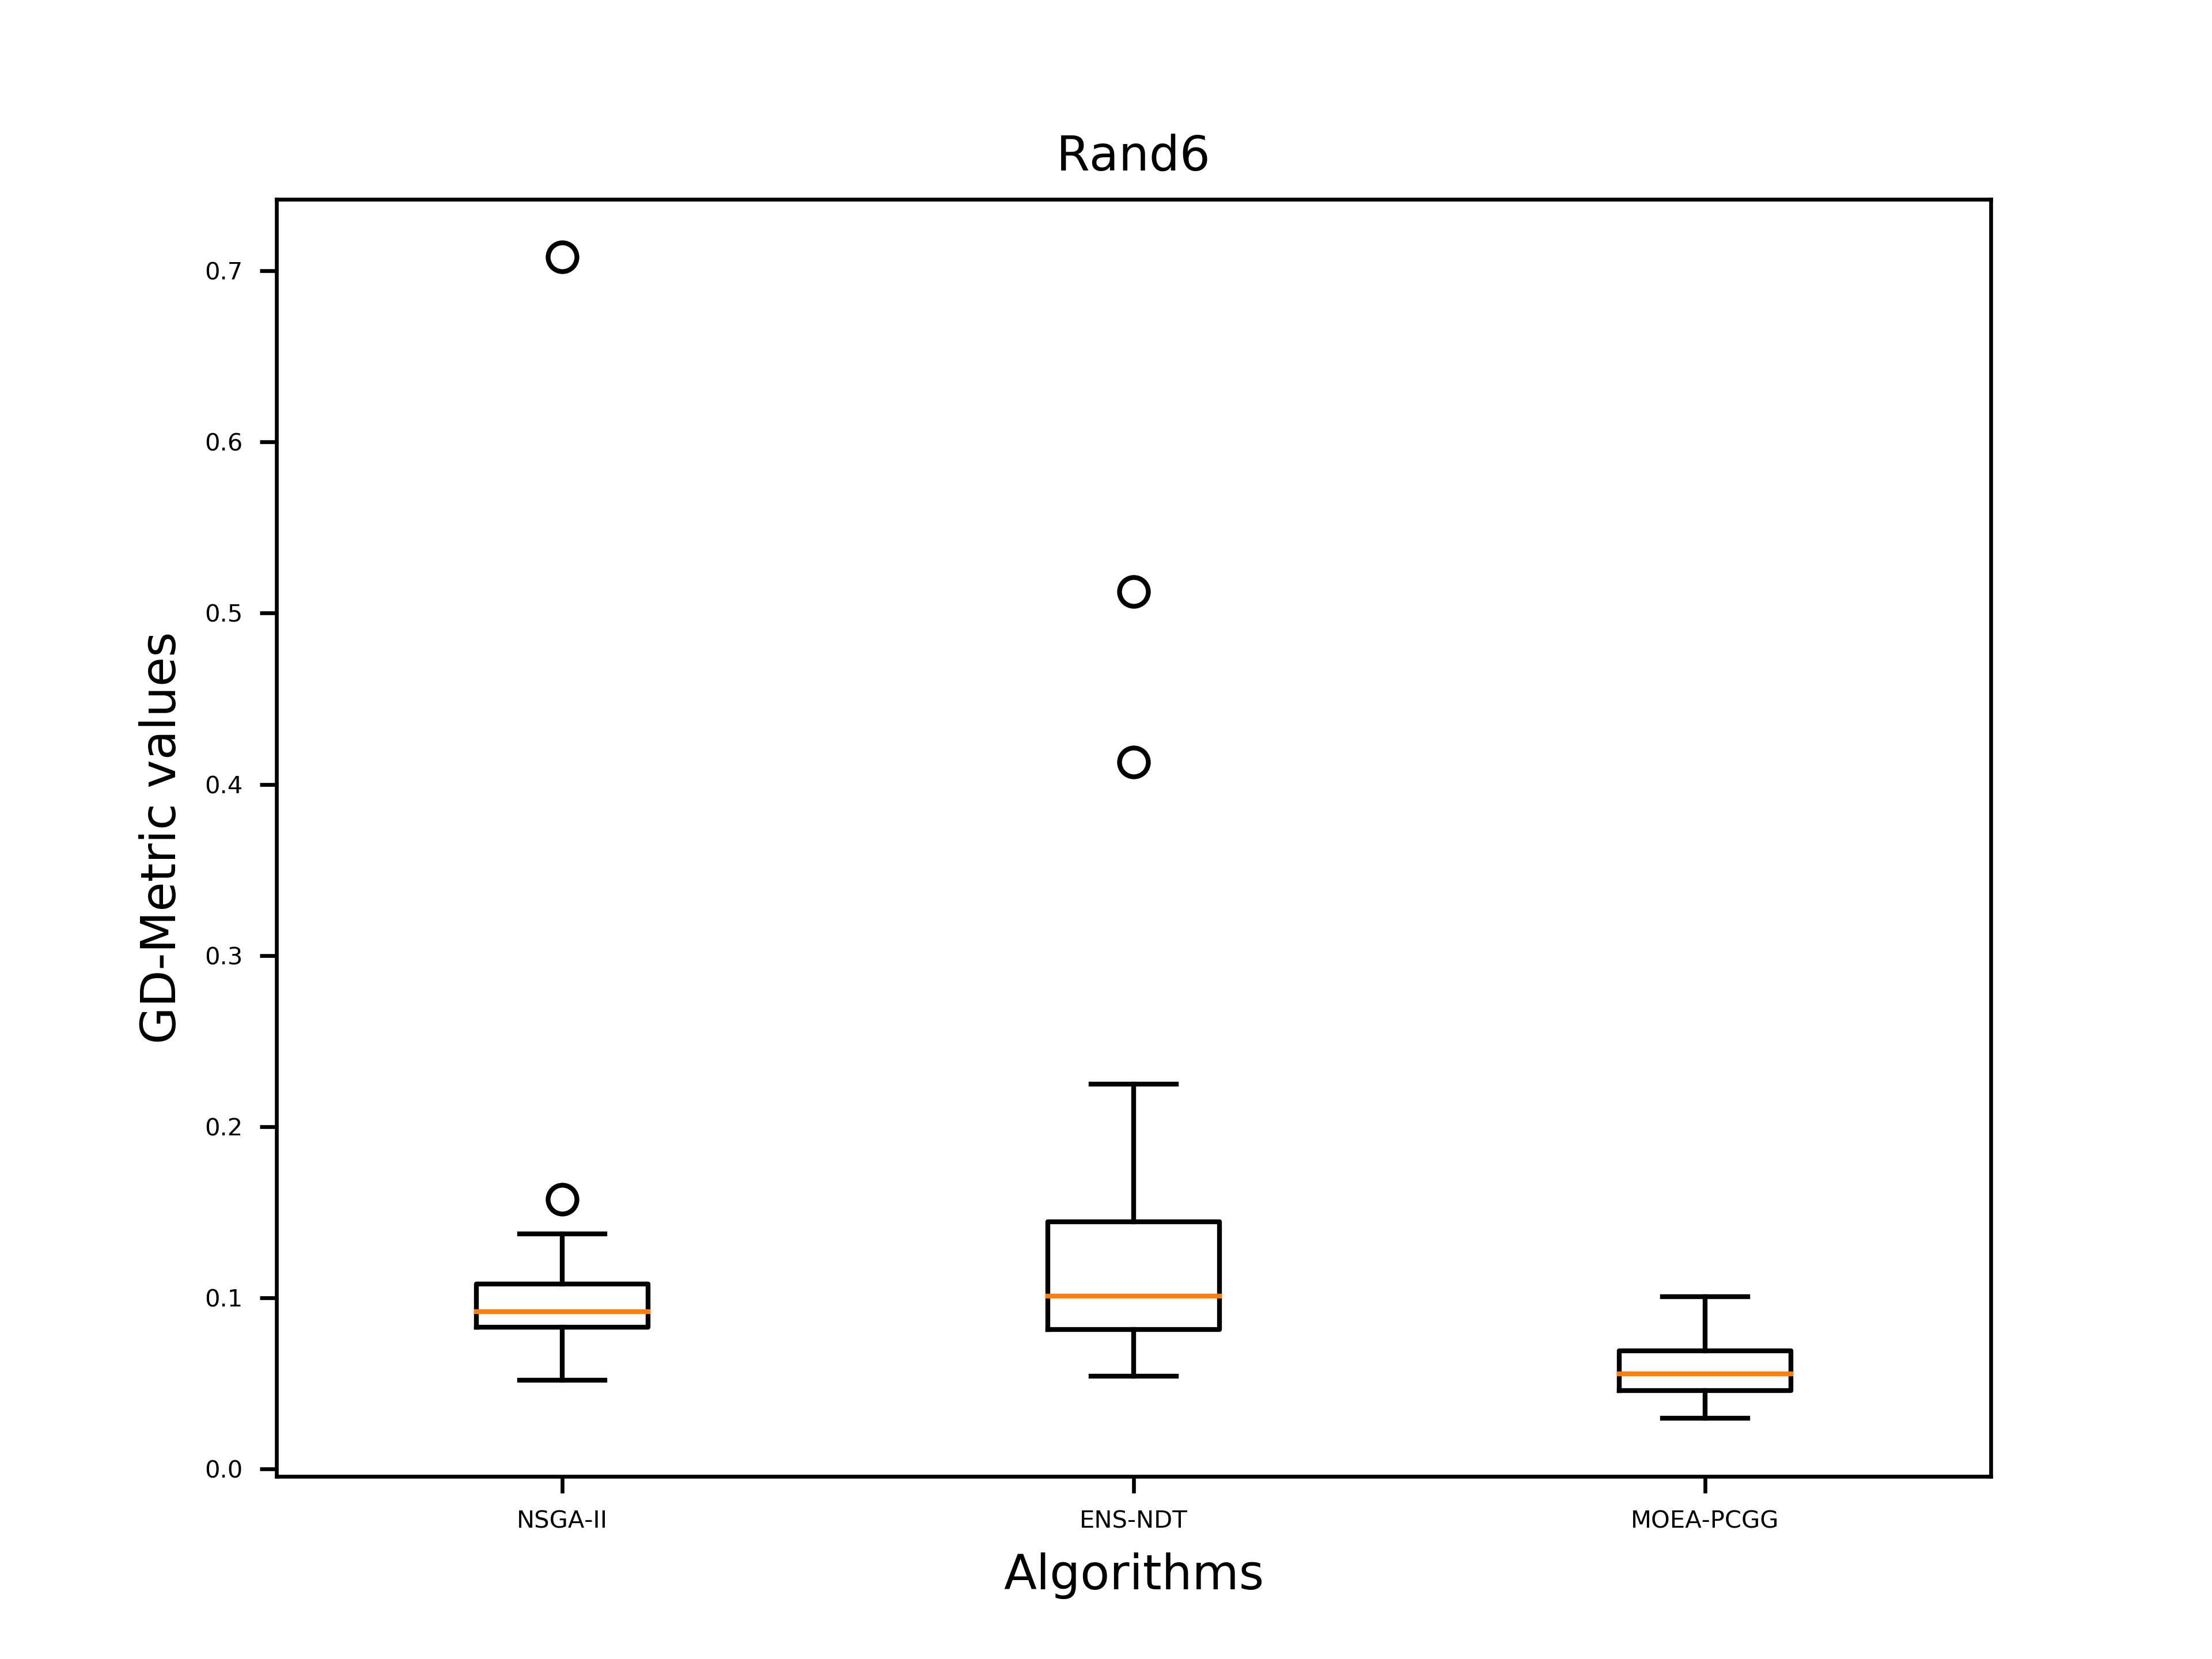 Rand6
GD-Metric values
0.7
0.6
0.5
0.4
0.3
0.2
0.1
0.0
NSGA-II
ENS-NDT
MOEA-PCGG
Algorithms